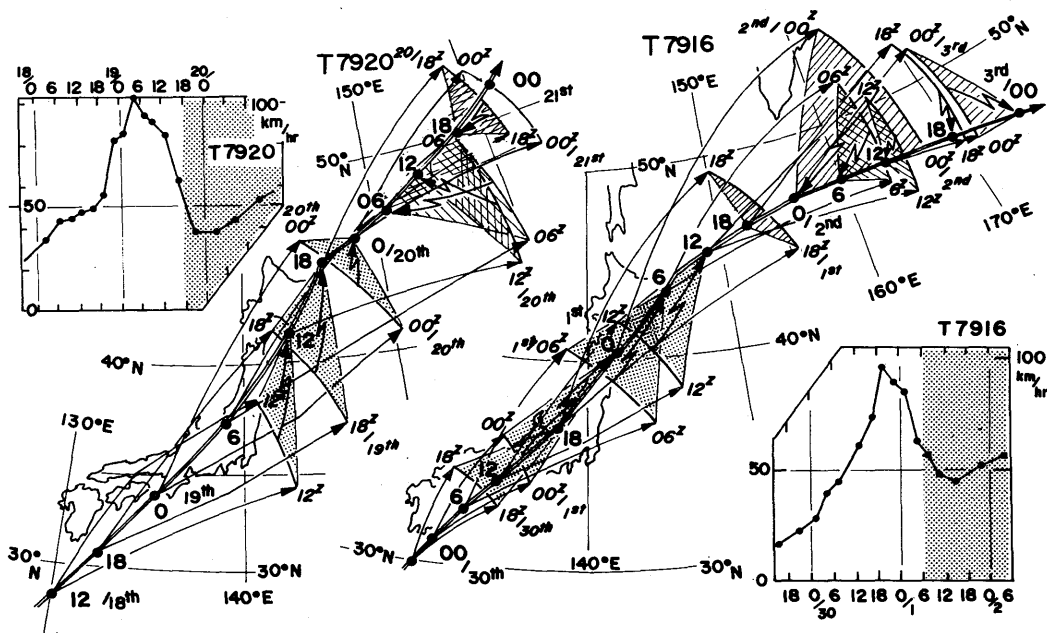 18/0 6 12 18 19/0 6 12 18 20/0
100
km/hr
T7920
50
0
T7920
20/18Z
00Z
00
21st
150°E
50°N
18
06
12
06
18Z
00Z/21st
06Z
12Z/20th
20th
00Z
18
0/20th
00Z/20th
18Z
12
12Z
18Z/19th
40°N
130°E
6
12Z
0
19th
18
30°N
12 /18th
30°N
140°E
T7916
2nd/00Z
18Z
00Z/3rd
50°N
3rd/00
150°E
06Z
12Z
18
18Z
00Z
00Z/2nd
12
6Z
12Z
6
0/2nd
170°E
50°N
18Z
18
18Z/1st
160°E
12
6
1st
12Z
1st 06Z
0
40°N
12Z
06Z
00Z
0
18
18Z
12
00Z/1st
6
18Z/30th
30°N
00/30th
140°E
30°N
T7916
100
km/hr
50
0
18 0/30 6 12 18 0/1 6 12 18 0/2 6